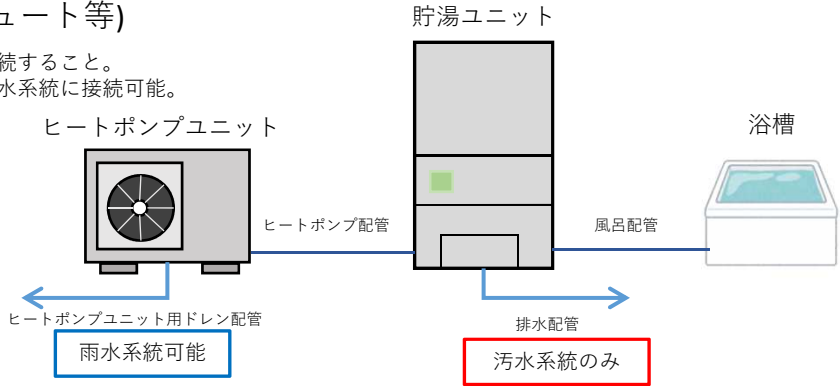 ュート等)
続すること。
水系統に接続可能。
貯湯ユニット
ヒートポンプユニット
浴槽
ヒートポンプ配管
風呂配管
ヒートポンプユニット用ドレン配管
排水配管
雨水系統可能
汚水系統のみ